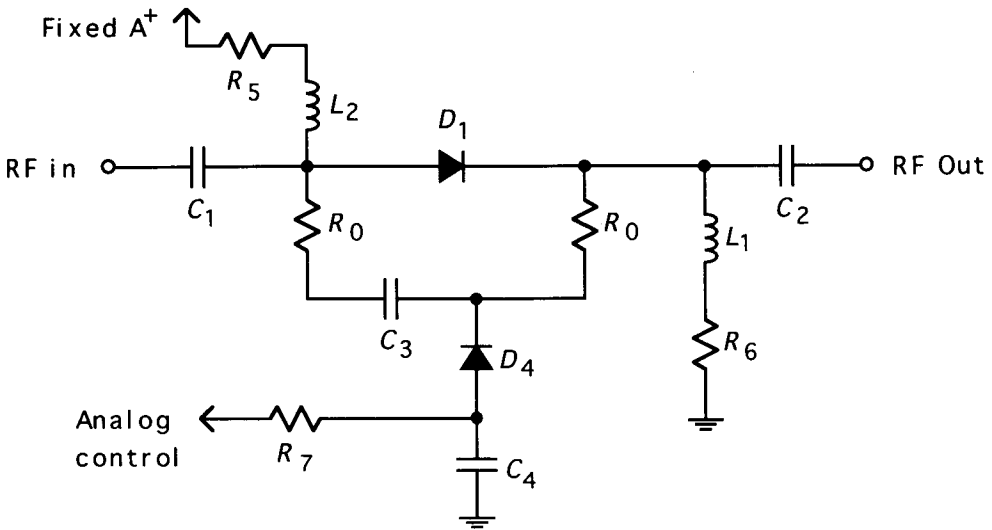 Fixed A+
R5
L2
D1
RF in
RF Out
C1
C2
R0
R0
L1
C3
R6
D4
Analog
control
R7
C4